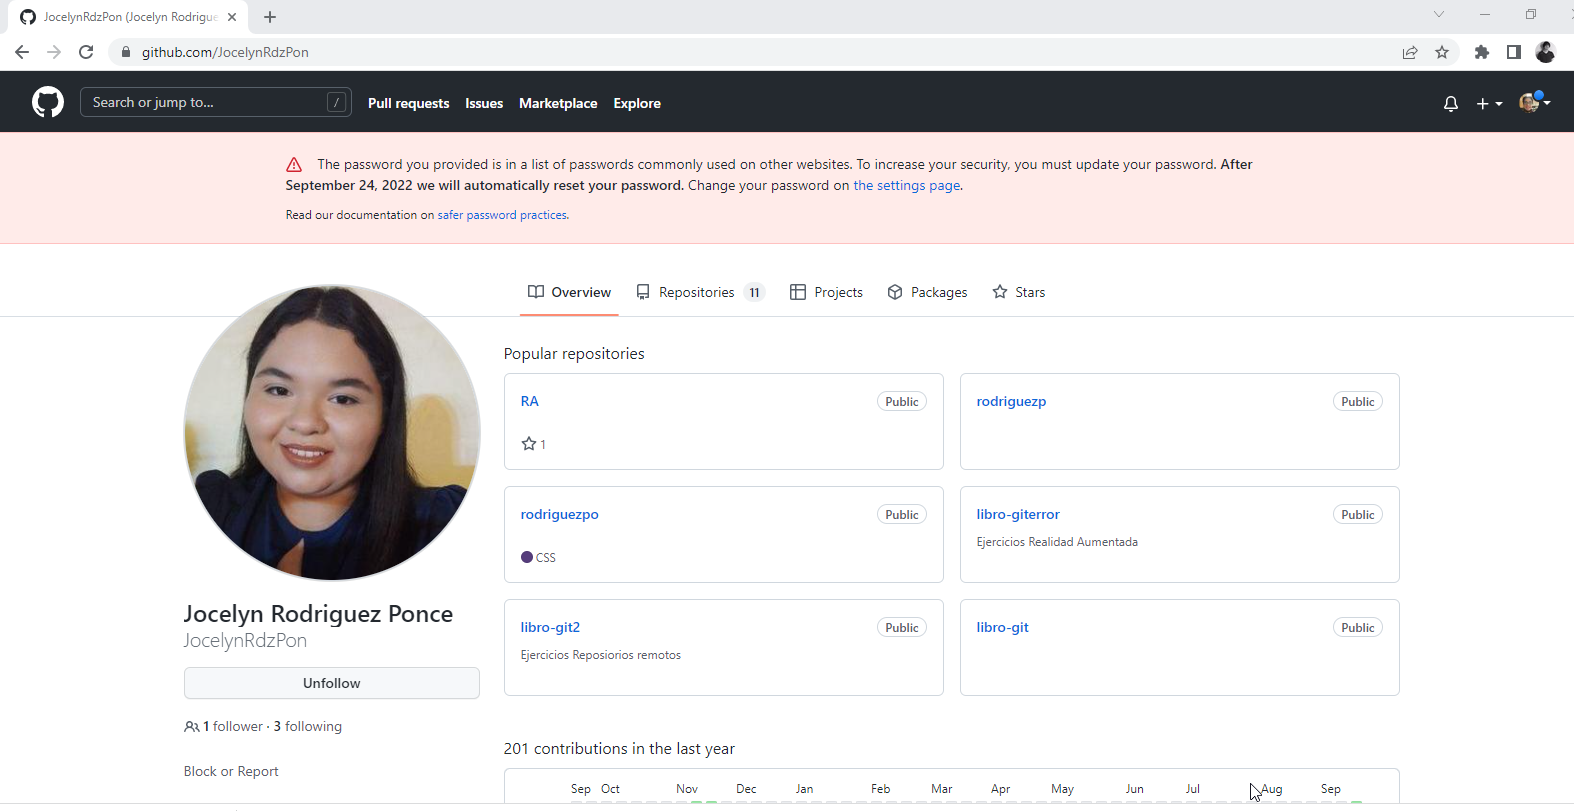 JocelynRdzPon (Jocelyn Rodrigue
github.com/JocelynRdzPon
Search or jump to... /
Pull requests Issues Marketplace Explore
The password you provided is in a list of passwords commonly used on other websites. To increase your security, you must update your password. After
September 24, 2022 we will automatically reset your password. Change your password on the settings page.
Read our documentation on safer password practices.
Overview Repositories 11 Projects Packages Stars
Popular repositories
RA Public
1
rodriguezp Public
rodriguezpo Public
CSS
libro-giterror Public
Ejercicios Realidad Aumentada
libro-git2 Public
Ejercicios Reposiorios remotos
libro-git Public
Jocelyn Rodriguez Ponce
JocelynRdzPon
Unfollow
1 follower · 3 following
Block or Report
201 contributions in the last year
Sep Oct Nov Dec Jan Feb Mar Apr May Jun Jul Aug Sep